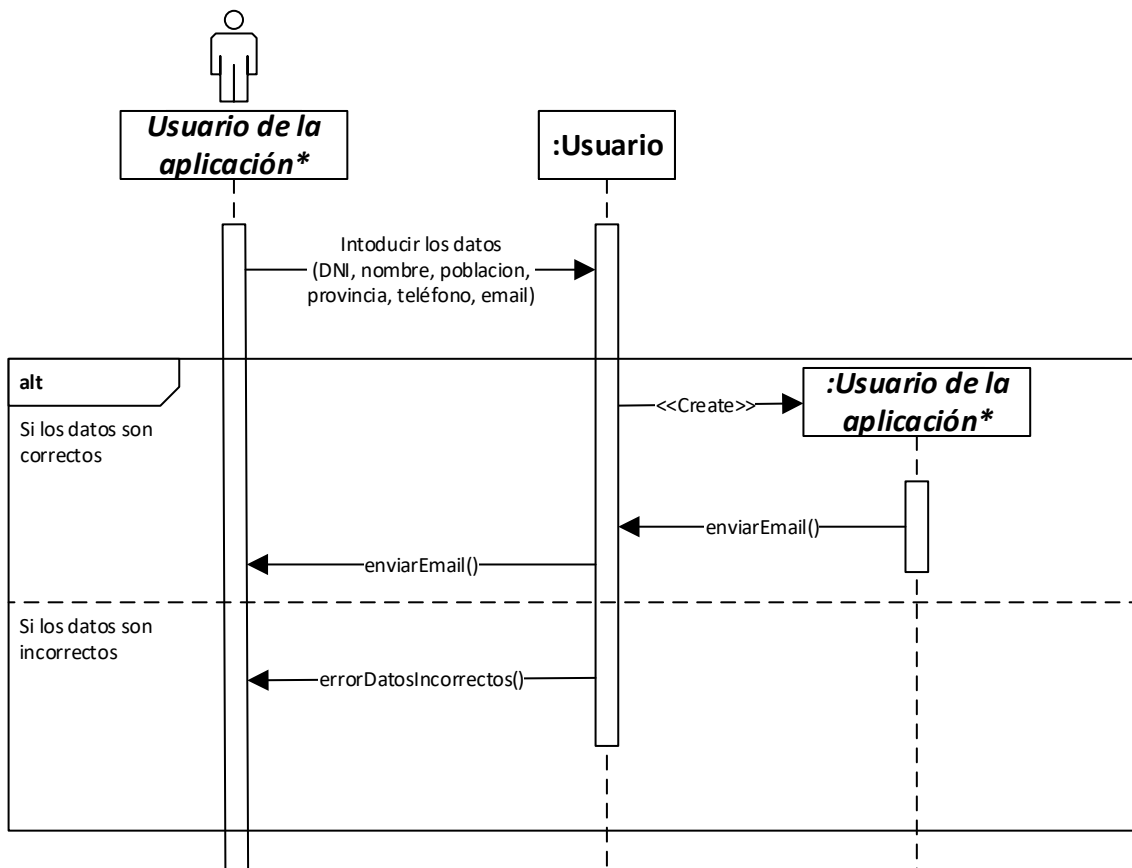 Usuario de la
aplicación*
:Usuario
Intoducir los datos
(DNI, nombre, poblacion,
provincia, teléfono, email)
alt
Si los datos son
correctos
<<Create>>
:Usuario de la
aplicación*
enviarEmail()
enviarEmail()
Si los datos son
incorrectos
errorDatosIncorrectos()